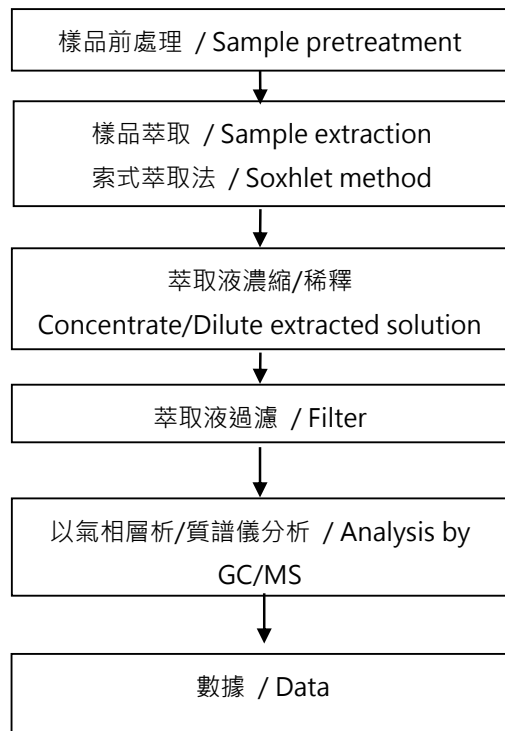 樣品前處理 / Sample pretreatment
樣品萃取 / Sample extraction
索式萃取法 / Soxhlet method
萃取液濃縮/稀釋
Concentrate/Dilute extracted solution
萃取液過濾 / Filter
以氣相層析/質譜儀分析 / Analysis by
GC/MS
數據 / Data